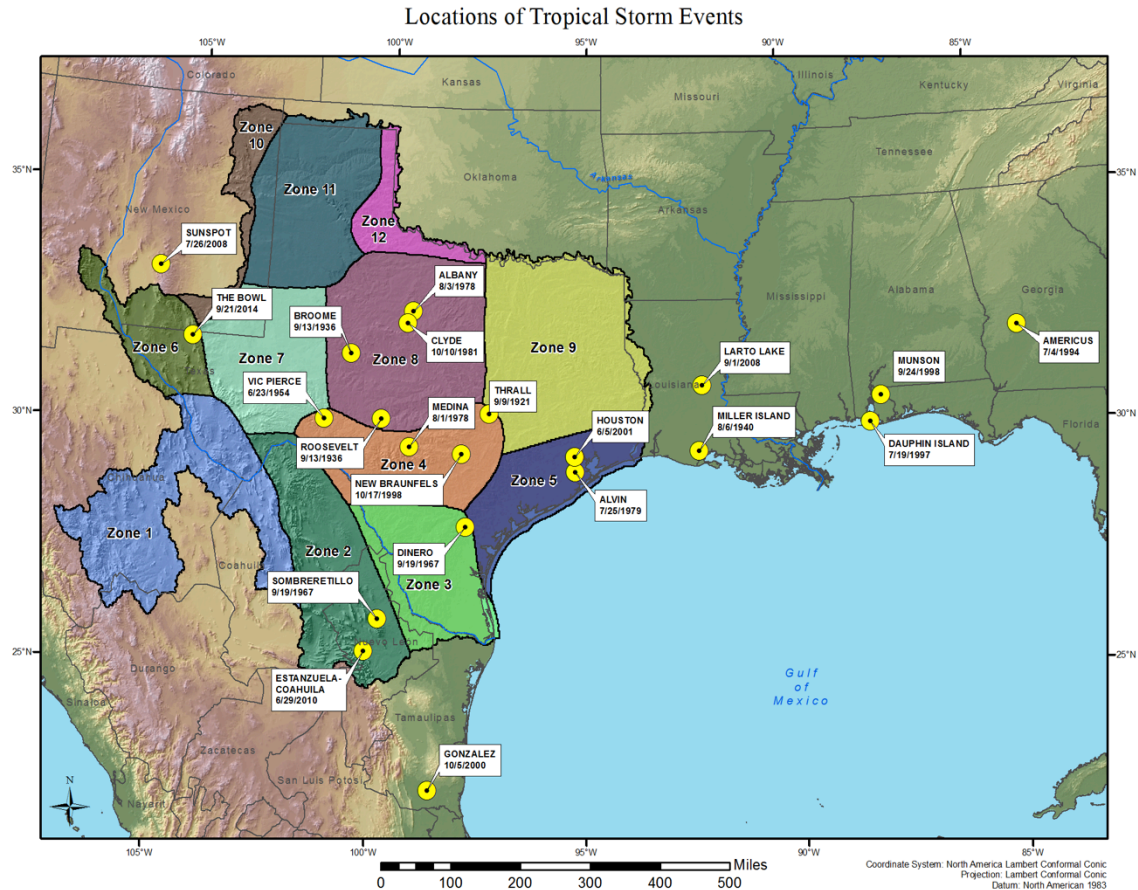 Locations of Tropical Storm Events
105°W
100°W
95°W
90°W
85°W
Colorado
Kansas
Missouri
Illinois
Kentucky
Virginia
35°N
35°N
Zone
10
Zone 11
Zone
12
Oklahoma
Arkansas
Arkansas
Tennessee
New Mexico
SUNSPOT
7/26/2008
Mississippi
Alabama
Georgia
THE BOWL
9/21/2014
ALBANY
8/3/1978
BROOME
9/13/1936
CLYDE
10/10/1981
AMERICUS
7/4/1994
Zone 6
Zone 7
Zone 8
Zone 9
LARTO LAKE
9/1/2008
MUNSON
9/24/1998
Louisiana
VIC PIERCE
6/23/1954
MEDINA
8/1/1978
THRALL
9/9/1921
30°N
30°N
HOUSTON
6/5/2001
MILLER ISLAND
8/6/1940
Florida
ROOSEVELT
9/13/1936
DAUPHIN ISLAND
7/19/1997
Zone 4
Zone 5
NEW BRAUNFELS
10/17/1998
ALVIN
7/25/1979
Chihuahua
Zone 1
Zone 2
DINERO
9/19/1967
Coahuila
Zone 3
SOMBRERETILLO
9/19/1967
Nuevo León
25°N
25°N
ESTANZUELA-
COAHUILA
6/29/2010
Durango
Gulf
of
Mexico
Sinaloa
Tamaulipas
Zacatecas
GONZALEZ
10/5/2000
San Luis Potosi
N
Nayarit
105°W
100°W
95°W
90°W
85°W
Miles
0
100
200
300
400
500
Coordinate System: North America Lambert Conformal Conic
Projection: Lambert Conformal Conic
Datum: North American 1983